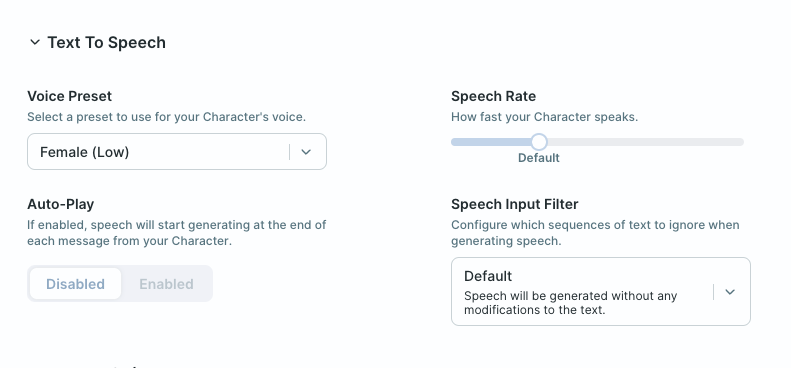 Text To Speech
Voice Preset
Select a preset to use for your Character's voice.
Female (Low)
Speech Rate
How fast your Character speaks.
Default
Auto-Play
If enabled, speech will start generating at the end of
each message from your Character.
Disabled
Enabled
Speech Input Filter
Configure which sequences of text to ignore when
generating speech.
Default
Speech will be generated without any
modifications to the text.